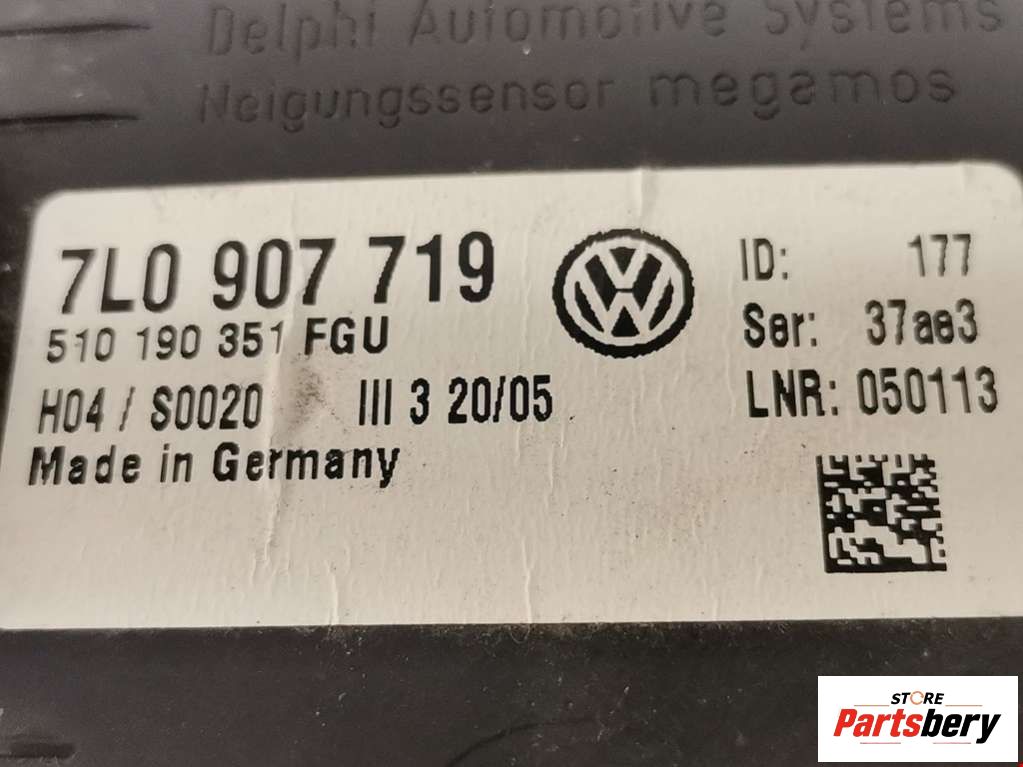 Delphi Automotive Systems
Neigungssensor megamos
7L0 907 719
510 190 351 FGU
H04 / S0020 III 3 20/05
Made in Germany
ID: 177
Ser: 37ae3
LNR: 050113
STORE
Partsbery